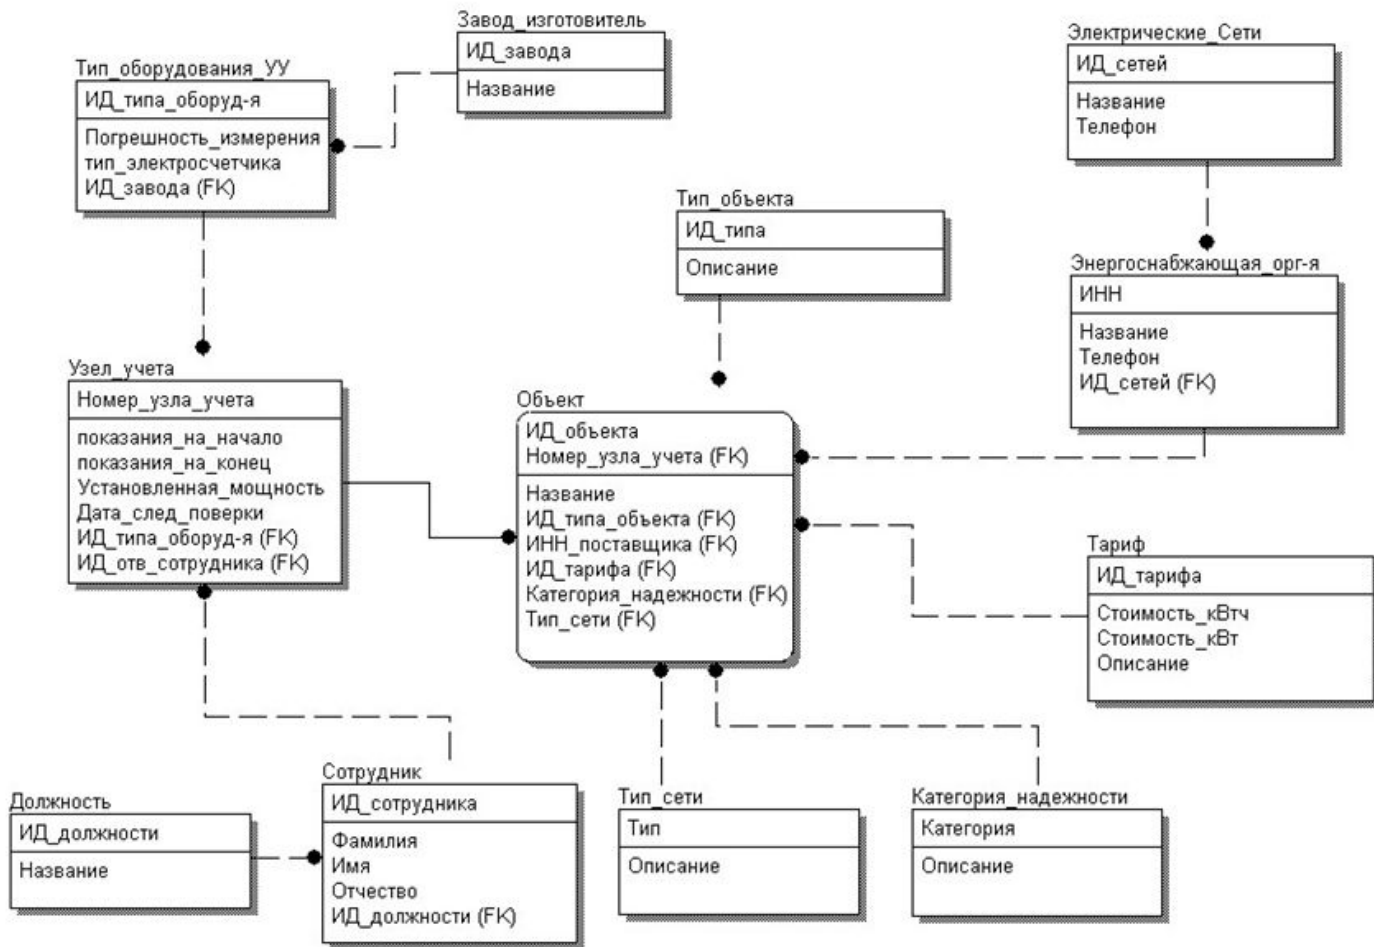 Завод_изготовитель
ИД_завода
Название
Тип_оборудования_УУ
ИД_типа_оборуд-я
Погрешность_измерения
тип_электросчетчика
ИД_завода (FK)
Электрические_Сети
ИД_сетей
Название
Телефон
Тип_объекта
ИД_типа
Описание
Энергоснабжающая_орг-я
ИНН
Название
Телефон
ИД_сетей (FK)
Узел_учета
Номер_узла_учета
показания_на_начало
показания_на_конец
Установленная_мощность
Дата_след_поверки
ИД_типа_оборуд-я (FK)
ИД_отв_сотрудника (FK)
Объект
ИД_объекта
Номер_узла_учета (FK)
Название
ИД_типа_объекта (FK)
ИНН_поставщика (FK)
ИД_тарифа (FK)
Категория_надежности (FK)
Тип_сети (FK)
Тариф
ИД_тарифа
Стоимость_кВтч
Стоимость_кВт
Описание
Должность
ИД_должности
Название
Сотрудник
ИД_сотрудника
Фамилия
Имя
Отчество
ИД_должности (FK)
Тип_сети
Тип
Описание
Категория_надежности
Категория
Описание